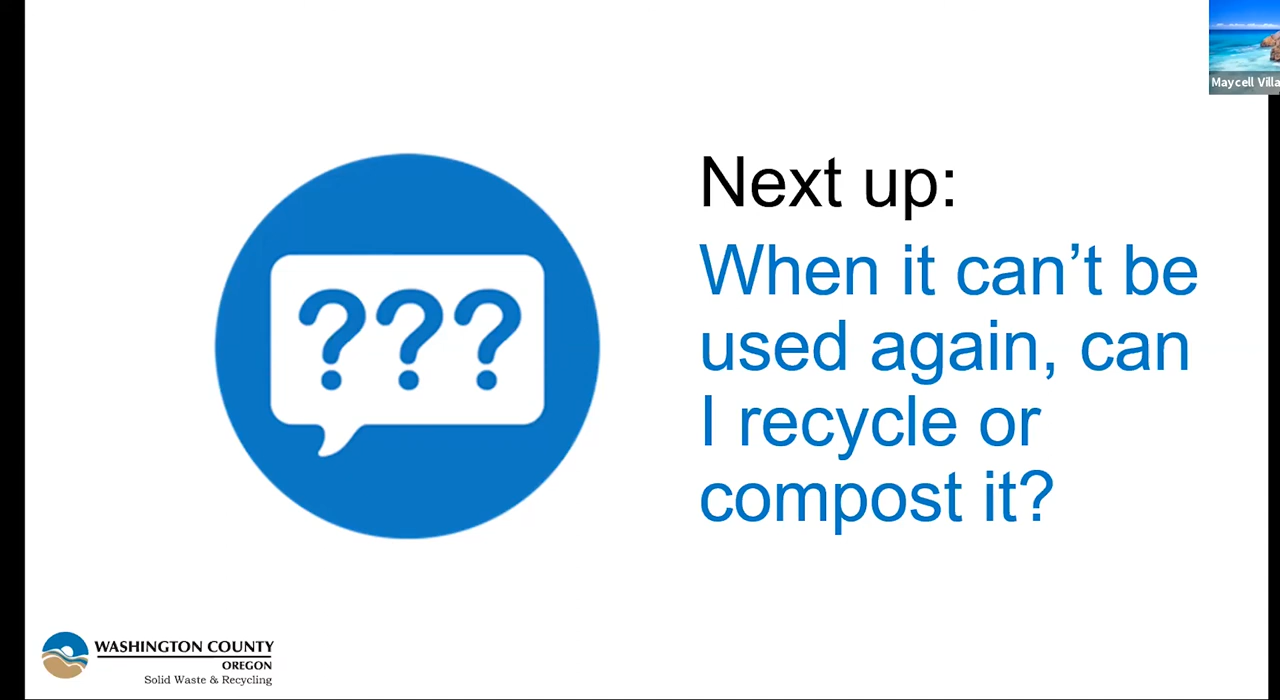 Maycell Villa
Next up:
When it can’t be
used again, can
I recycle or
compost it?
???
WASHINGTON COUNTY
OREGON
Solid Waste & Recycling